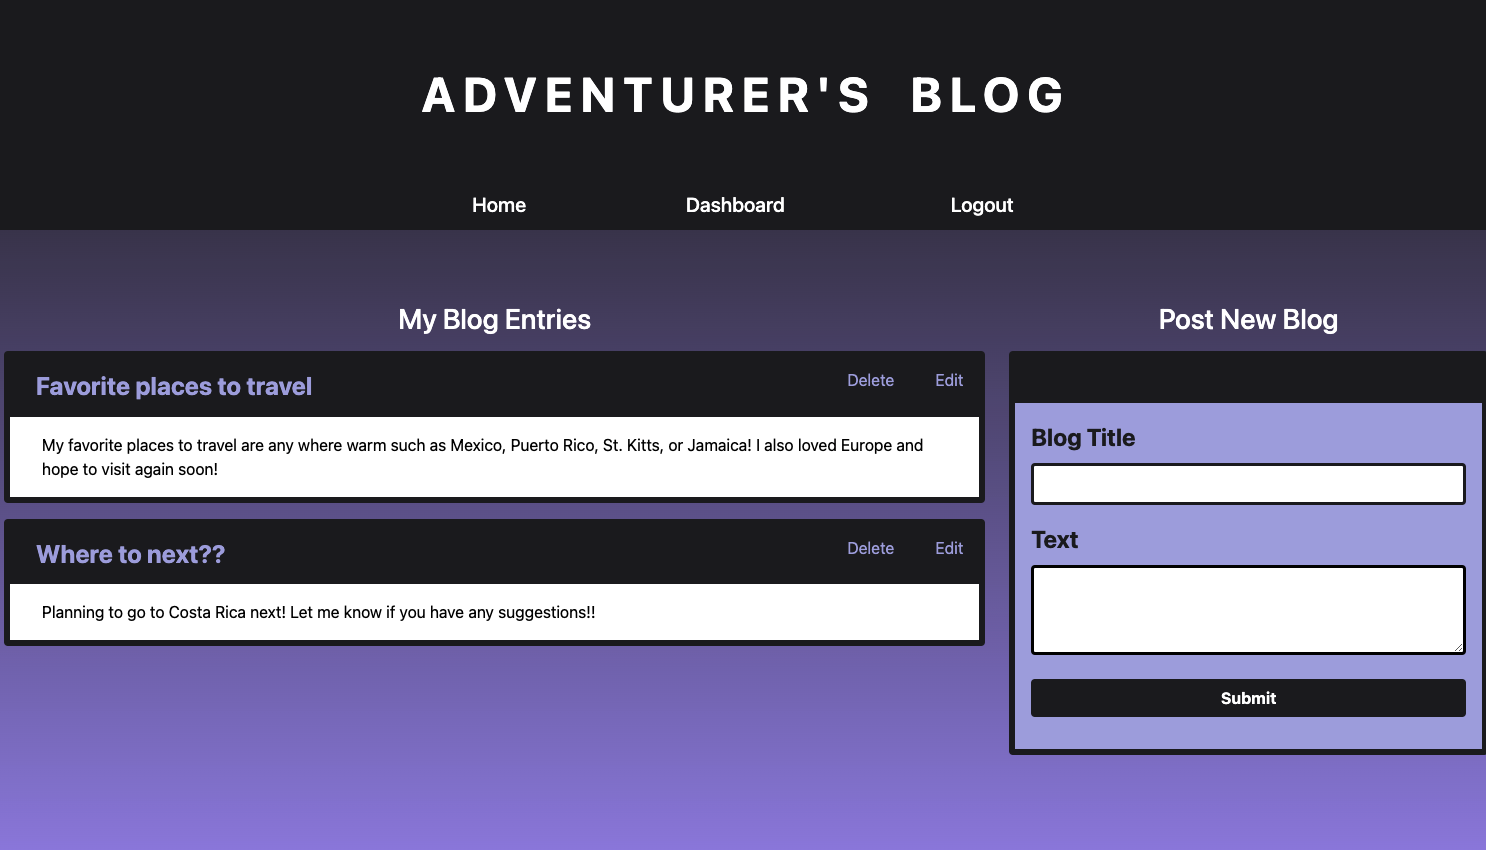 ADVENTURER'S BLOG
Home Dashboard Logout
My Blog Entries
Favorite places to travel
Delete Edit
My favorite places to travel are any where warm such as Mexico, Puerto Rico, St. Kitts, or Jamaica! I also loved Europe and
hope to visit again soon!
Where to next??
Delete Edit
Planning to go to Costa Rica next! Let me know if you have any suggestions!!
Post New Blog
Blog Title
Text
Submit